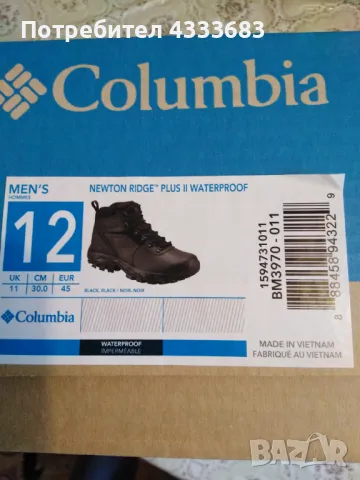 Потребител 4333683
Columbia
MEN'S
HOMMES
NEWTON RIDGE™ PLUS II WATERPROOF
12
UK
CM
EUR
11
30.0
45
BLACK, BLACK / NOIR, NOIR
1594731011
BM3970 - 011
8 88458 94322 9
Columbia
WATERPROOF
IMPERMÉABLE
MADE IN VIETNAM
FABRIQUÉ AU VIETNAM
BAZAR